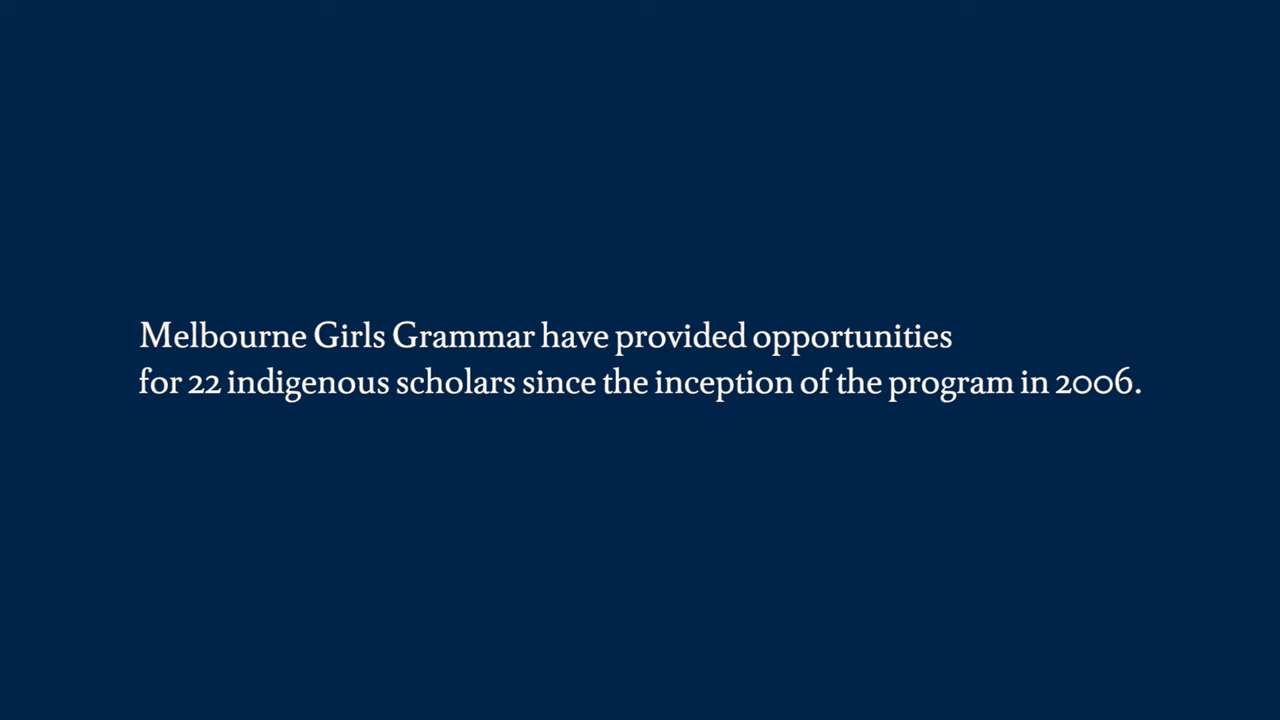 Melbourne Girls Grammar have provided opportunities
for 22 indigenous scholars since the inception of the program in 2006.